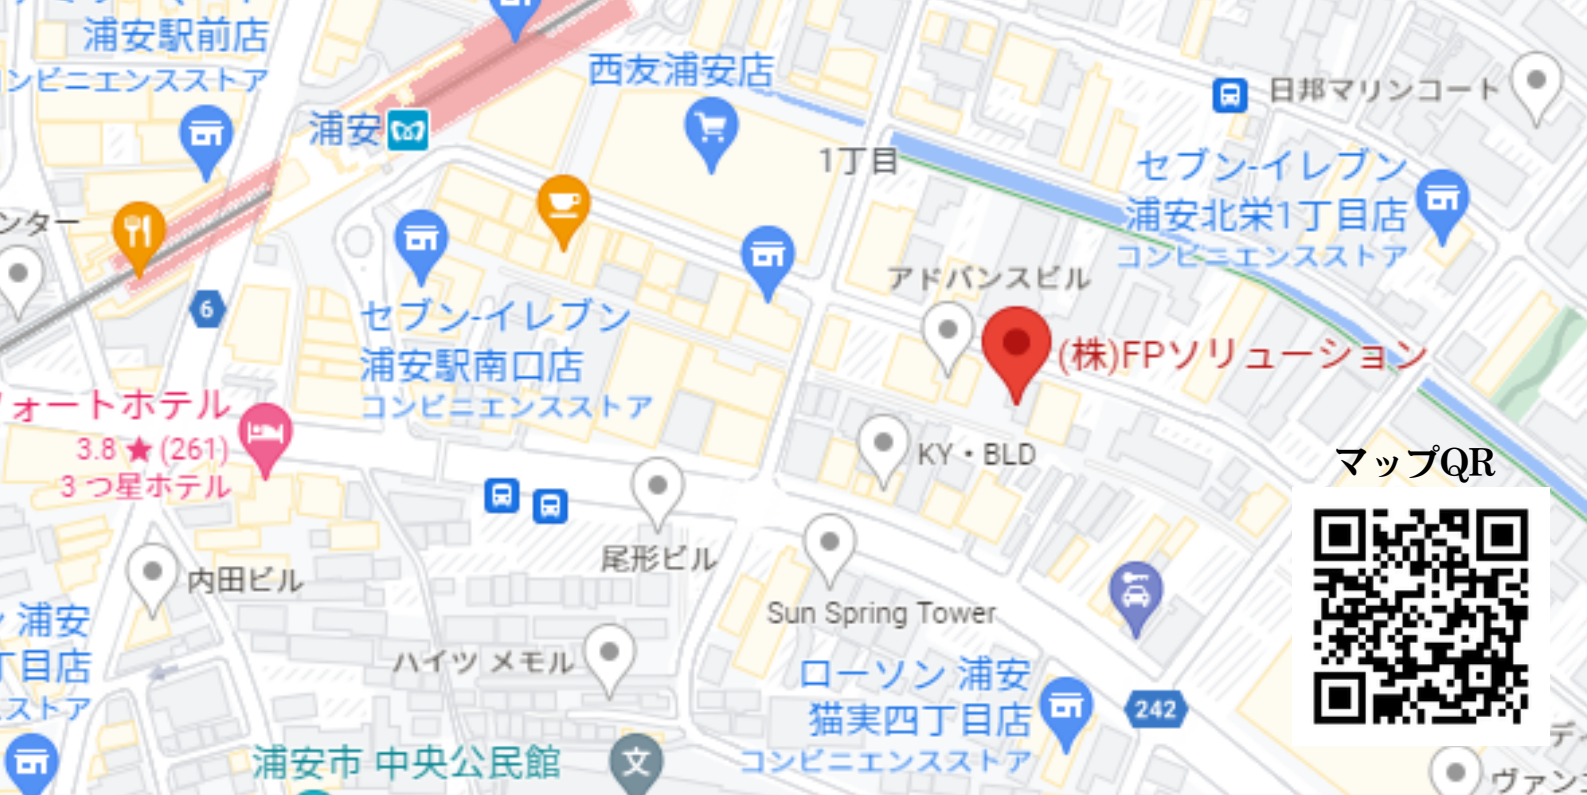 浦安駅前店
コンビニエンスストア
西友浦安店
浦安
日邦マリンコート
1丁目
セブン-イレブン
浦安北栄1丁目店
コンビニエンスストア
ンター
アドバンスビル
6
セブン-イレブン
浦安駅南口店
コンビニエンスストア
(株)FPソリューション
ォートホテル
3.8 ★ (261)
3 つ星ホテル
KY・BLD
マップQR
尾形ビル
内田ビル
Sun Spring Tower
浦安
丁目店
ストア
ハイツ メモル
ローソン 浦安
猫実四丁目店
コンビニエンスストア
242
浦安市 中央公民館
文
デ
ヴァン